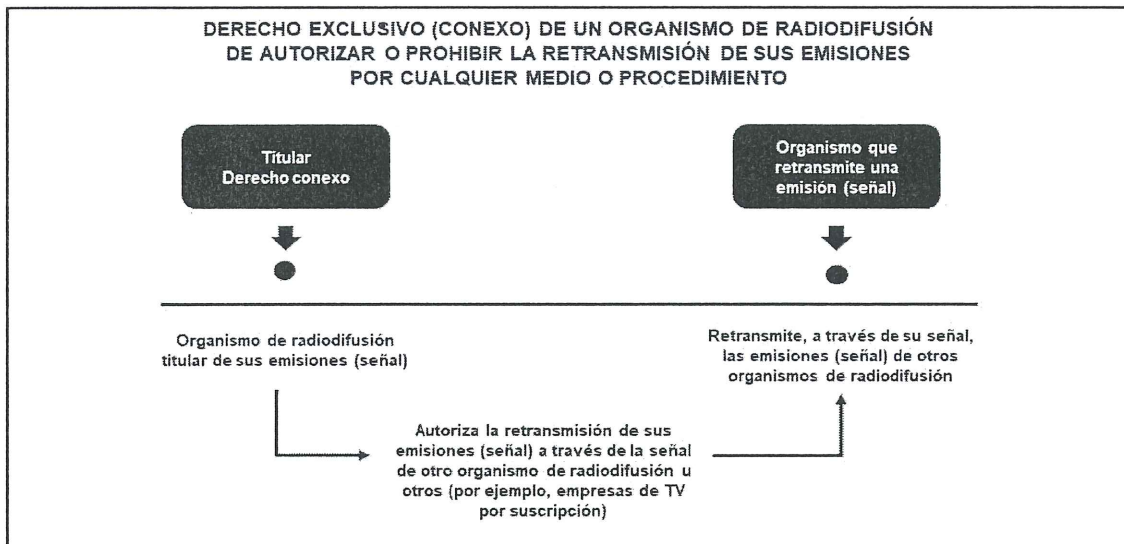 DERECHO EXCLUSIVO (CONEXO) DE UN ORGANISMO DE RADIODIFUSIÓN
DE AUTORIZAR O PROHIBIR LA RETRANSMISIÓN DE SUS EMISIONES
POR CUALQUIER MEDIO O PROCEDIMIENTO
Titular
Derecho conexo
Organismo que
retransmite una
emisión (señal)
Organismo de radiodifusión
titular de sus emisiones (señal)
Retransmite, a través de su señal,
las emisiones (señal) de otros
organismos de radiodifusión
Autoriza la retransmisión de sus
emisiones (señal) a través de la señal
de otro organismo de radiodifusión u
otros (por ejemplo, empresas de TV
por suscripción)